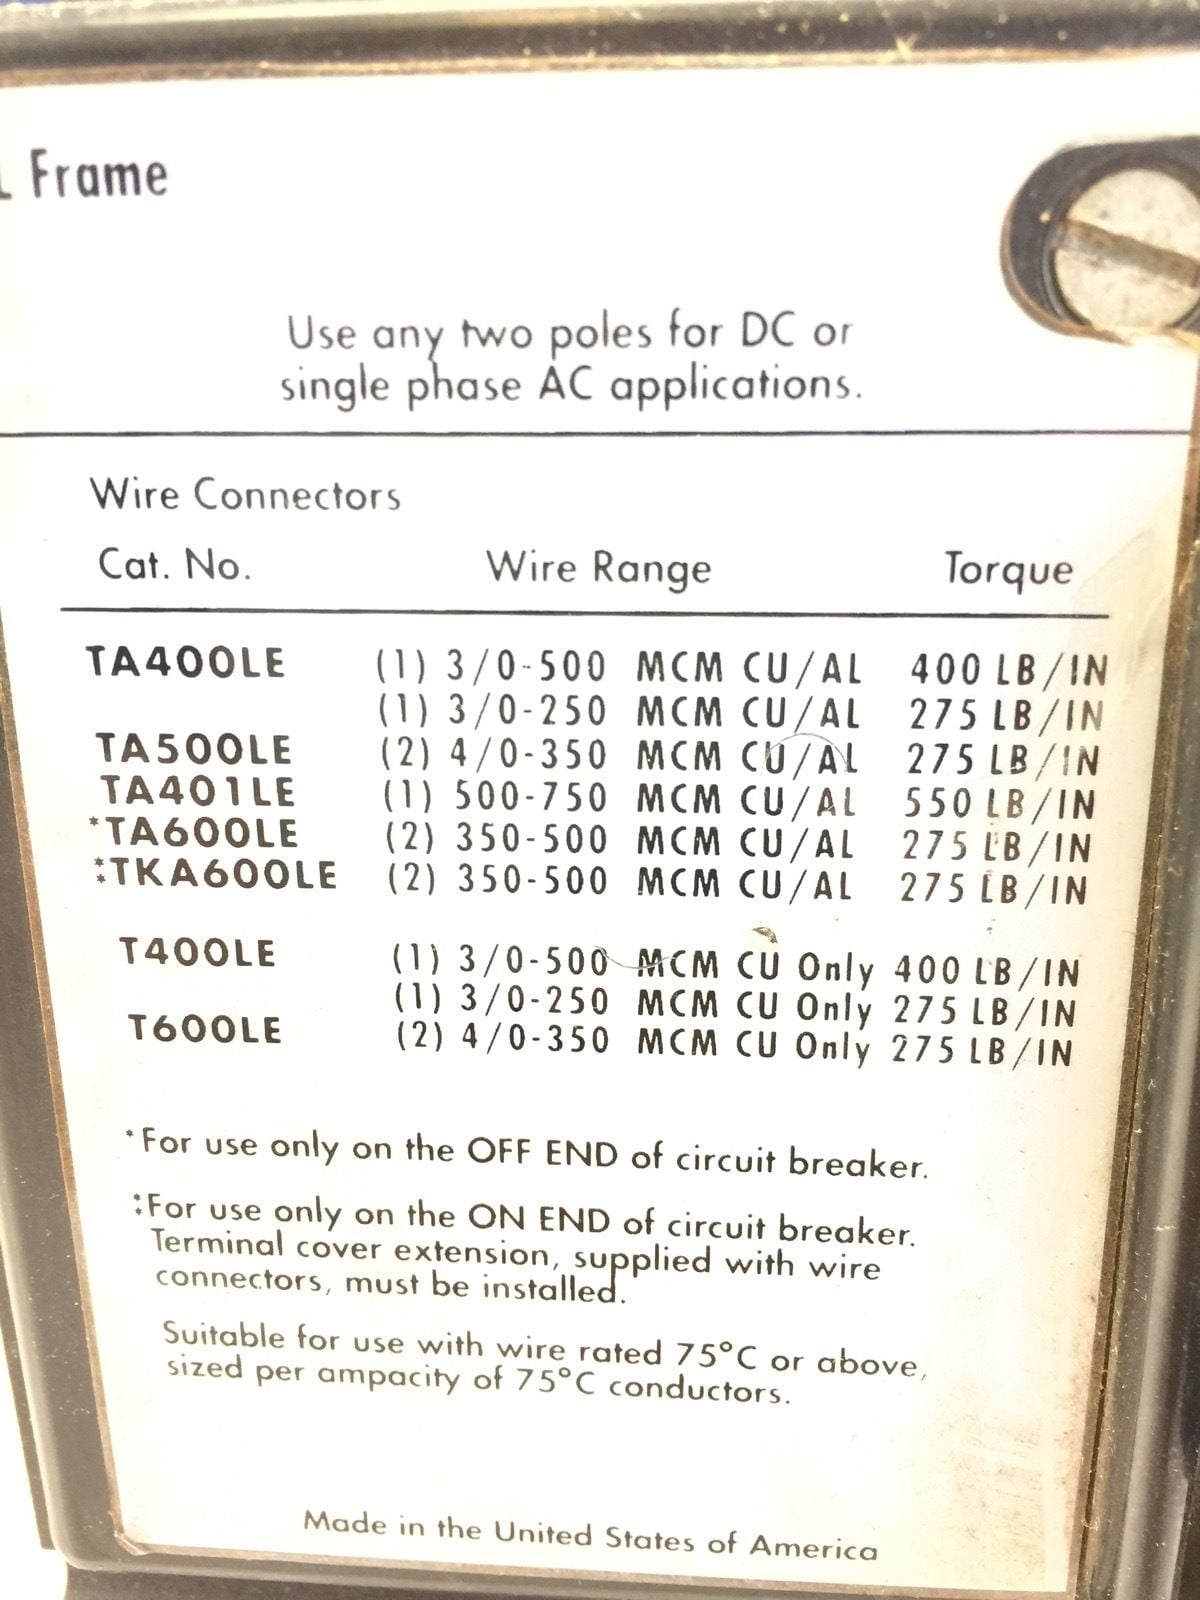 L Frame
Use any two poles for DC or
single phase AC applications.
Wire Connectors
Cat. No. Wire Range Torque
TA400LE (1) 3/0-500 MCM CU/AL 400 LB/IN
(1) 3/0-250 MCM CU/AL 275 LB/IN
TA500LE (2) 4/0-350 MCM CU/AL 275 LB/IN
TA401LE (1) 500-750 MCM CU/AL 550 LB/IN
*TA600LE (2) 350-500 MCM CU/AL 275 LB/IN
⁑TKA600LE (2) 350-500 MCM CU/AL 275 LB/IN
T400LE (1) 3/0-500 MCM CU Only 400 LB/IN
(1) 3/0-250 MCM CU Only 275 LB/IN
T600LE (2) 4/0-350 MCM CU Only 275 LB/IN
*For use only on the OFF END of circuit breaker.
⁑For use only on the ON END of circuit breaker.
Terminal cover extension, supplied with wire
connectors, must be installed.
Suitable for use with wire rated 75°C or above,
sized per ampacity of 75°C conductors.
Made in the United States of America